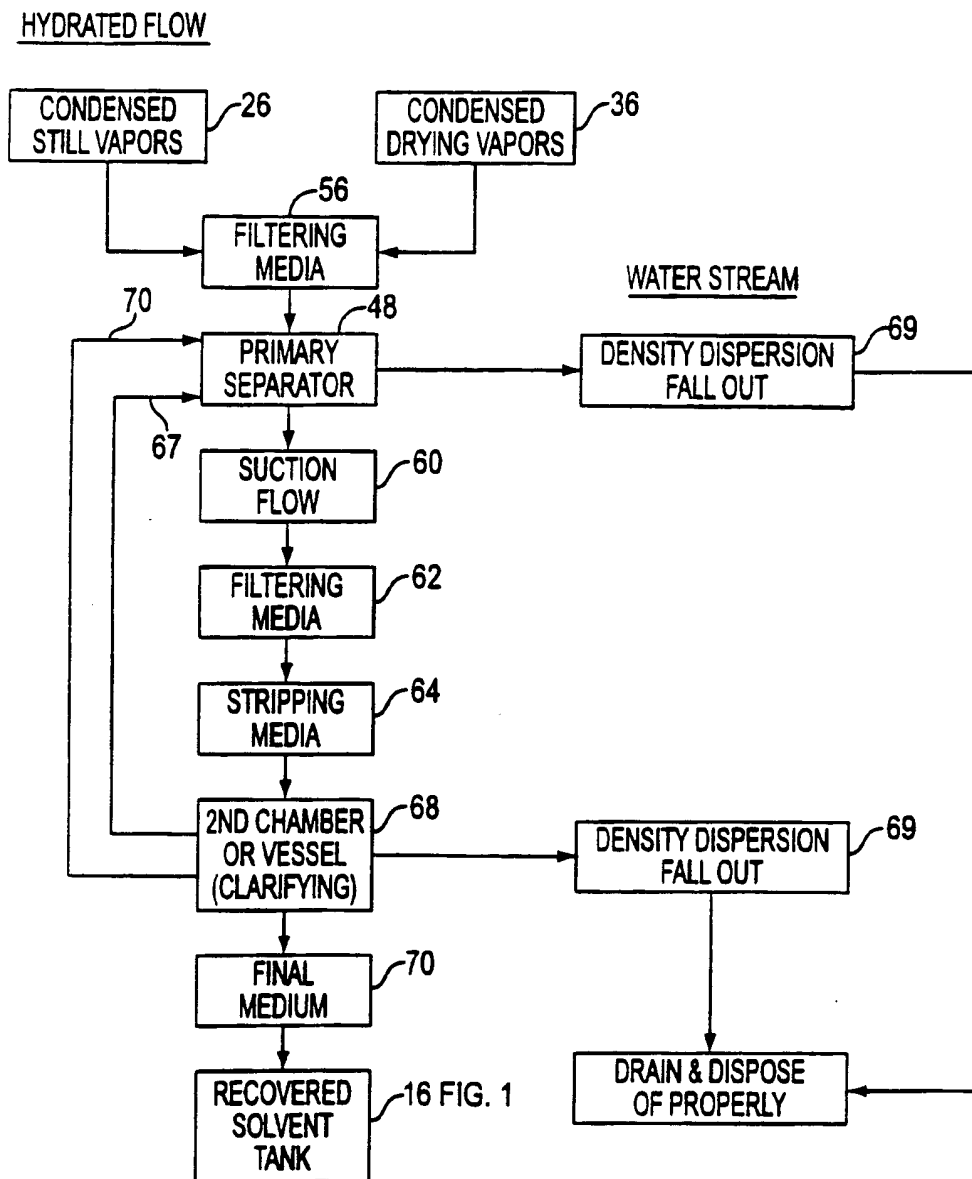 HYDRATED FLOW
CONDENSED
STILL VAPORS
26
CONDENSED
DRYING VAPORS
36
56
FILTERING
MEDIA
WATER STREAM
70
48
PRIMARY
SEPARATOR
69
DENSITY DISPERSION
FALL OUT
67
SUCTION
FLOW
60
FILTERING
MEDIA
62
STRIPPING
MEDIA
64
2ND CHAMBER
OR VESSEL
(CLARIFYING)
68
DENSITY DISPERSION
FALL OUT
69
FINAL
MEDIUM
70
RECOVERED
SOLVENT
TANK
16 FIG. 1
DRAIN & DISPOSE
OF PROPERLY